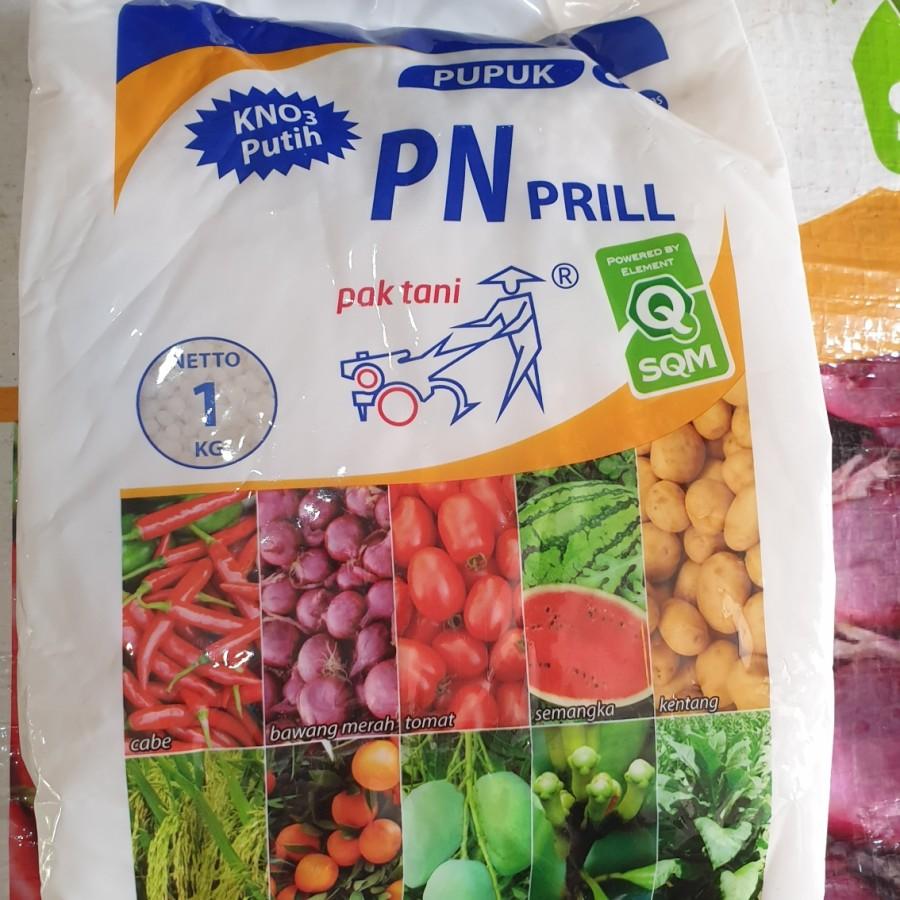 PUPUK
KNO3
Putih
PN PRILL
pak tani ®
POWERED BY
ELEMENT
Q
SQM
NETTO
1
KG
cabe
bawang merah
tomat
semangka
kentang